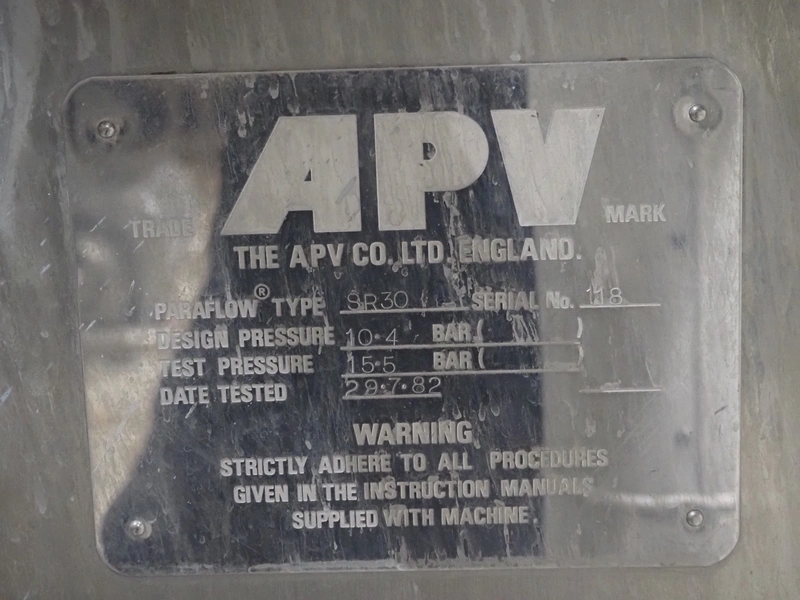 APV
TRADE MARK
THE APV CO. LTD. ENGLAND.
PARAFLOW® TYPE SR30 SERIAL No. 118
DESIGN PRESSURE 10·4 BAR ( )
TEST PRESSURE 15·5 BAR ( )
DATE TESTED 29·7·82
WARNING
STRICTLY ADHERE TO ALL PROCEDURES
GIVEN IN THE INSTRUCTION MANUALS
SUPPLIED WITH MACHINE.